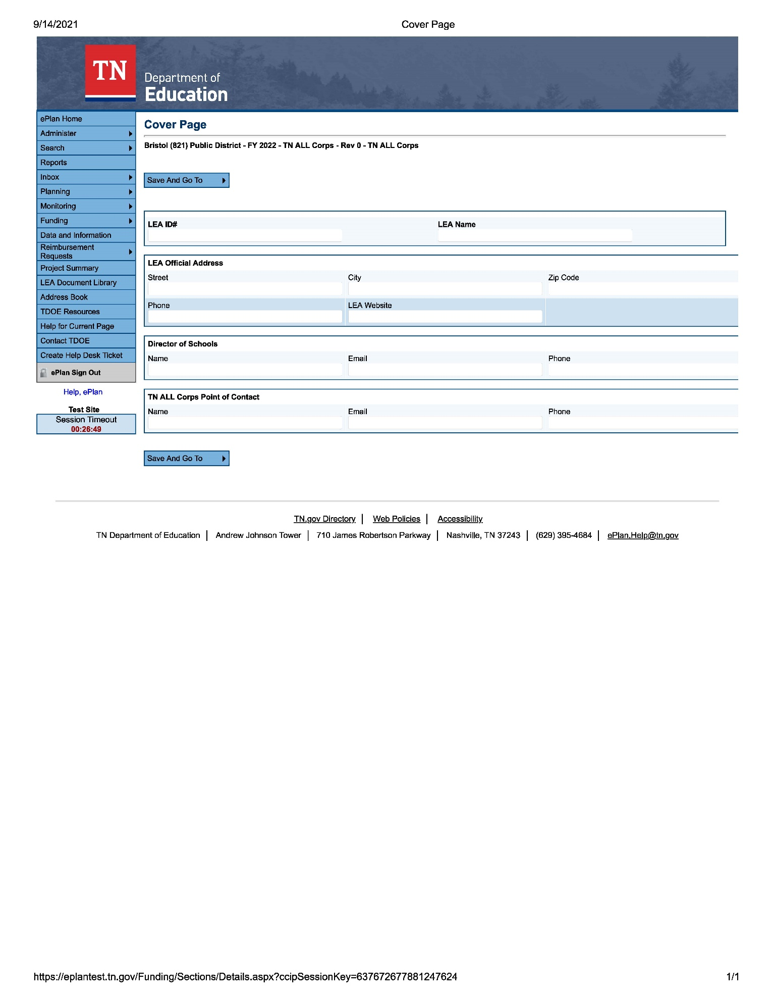 9/14/2021 Cover Page
TN
Department of
Education
ePlan Home
Administer
Search
Reports
Inbox
Planning
Monitoring
Funding
Data and Information
Reimbursement
Requests
Project Summary
LEA Document Library
Address Book
TDOE Resources
Help for Current Page
Contact TDOE
Create Help Desk Ticket
ePlan Sign Out
Help, ePlan
Test Site
Session Timeout
00:26:49
Cover Page
Bristol (821) Public District - FY 2022 - TN ALL Corps - Rev 0 - TN ALL Corps
Save And Go To
LEA ID# LEA Name
LEA Official Address
Street City Zip Code
Phone LEA Website
Director of Schools
Name Email Phone
TN ALL Corps Point of Contact
Name Email Phone
Save And Go To
TN.gov Directory | Web Policies | Accessibility
TN Department of Education | Andrew Johnson Tower | 710 James Robertson Parkway | Nashville, TN 37243 | (629) 395-4684 | ePlan.Help@tn.gov
https://eplantest.tn.gov/Funding/Sections/Details.aspx?ccipSessionKey=637672677881247624 1/1